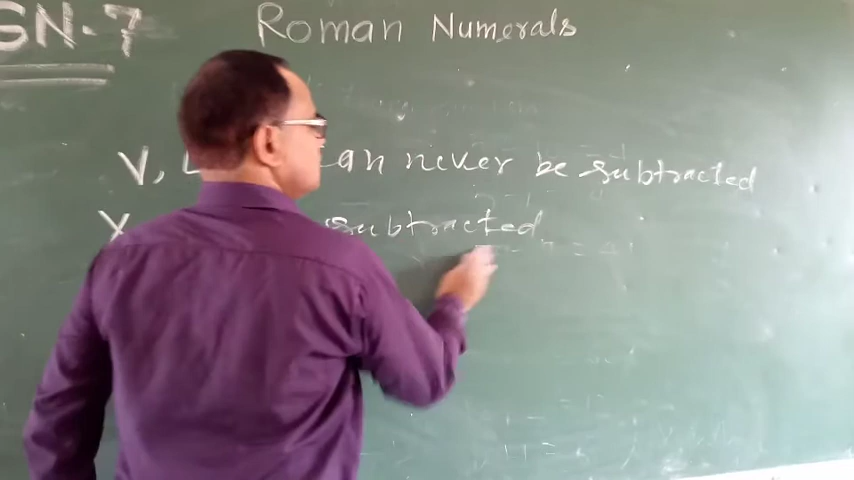 GN-7
Roman Numerals
V, L can never be subtracted
X subtracted